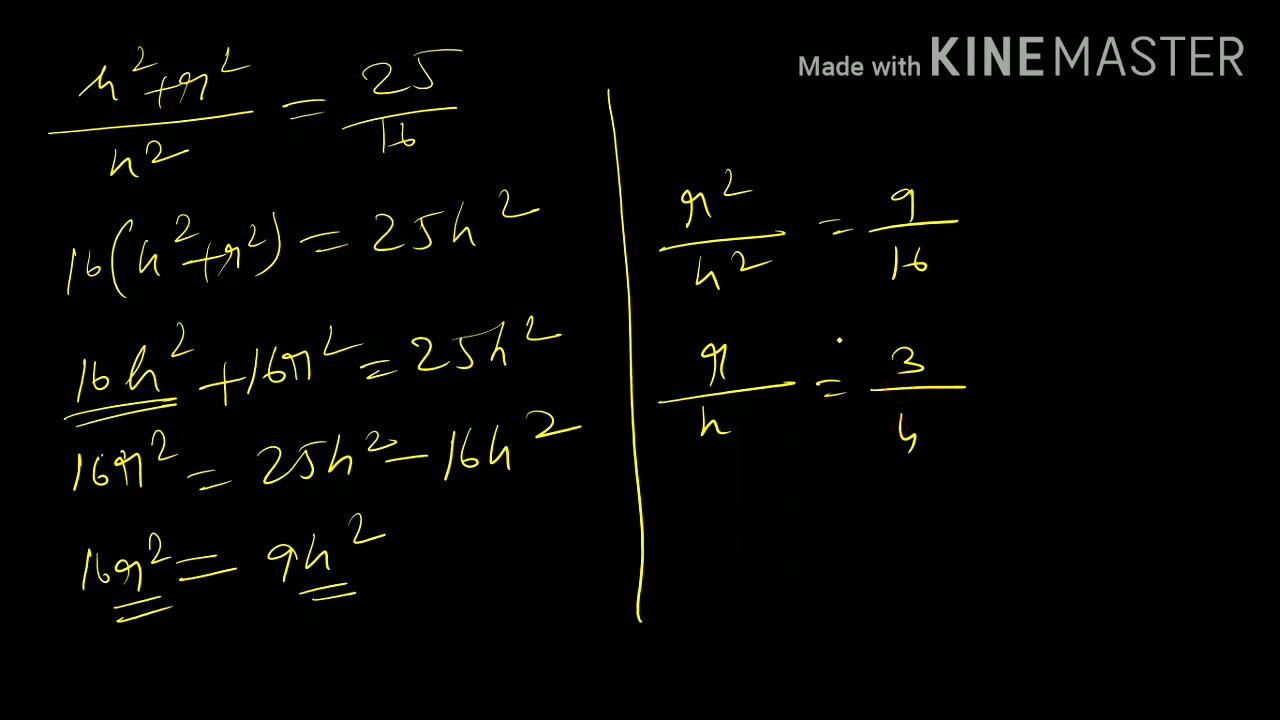 Made with KINEMASTER
h²+r²/h² = 25/16
16(h²+r²) = 25h²
16h² + 16r² = 25h²
16r² = 25h² - 16h²
16r² = 9h²
r²/h² = 9/16
r/h = 3/4